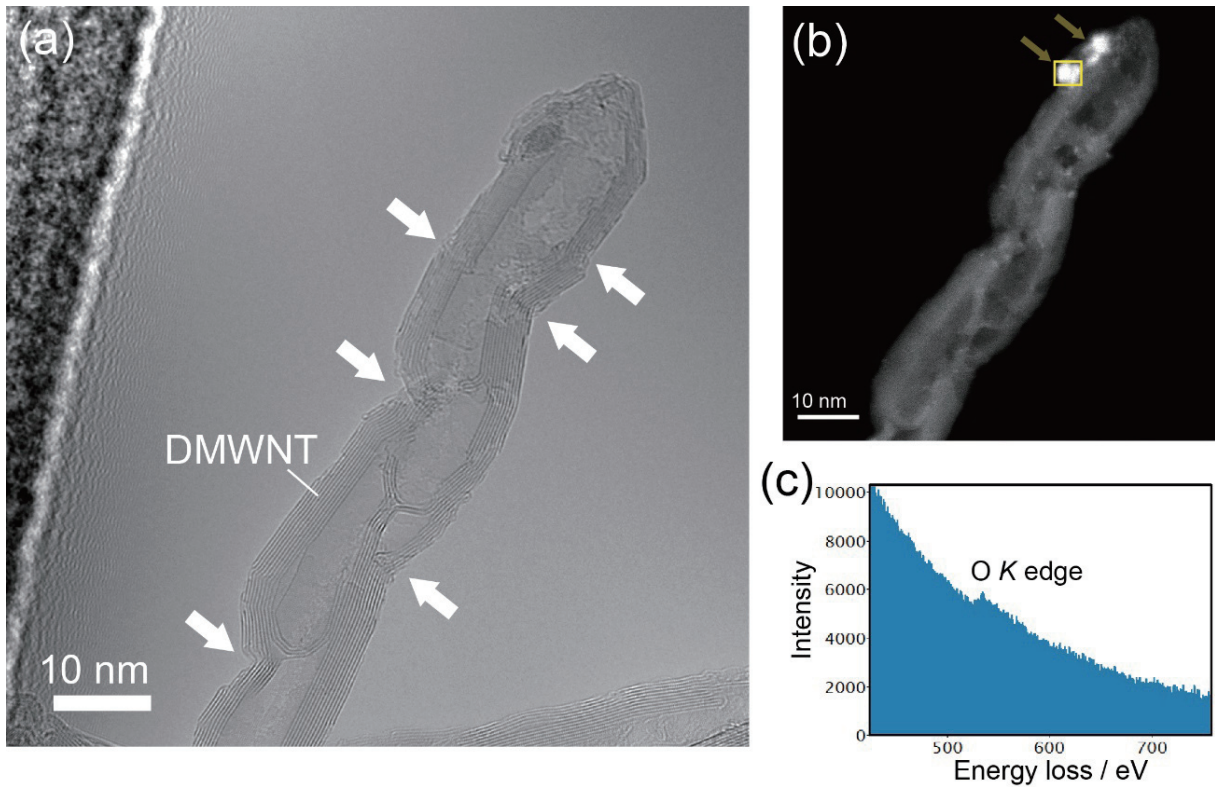 (a)
DMWNT
10 nm
(b)
10 nm
(c)
10000
8000
6000
4000
2000
0
Intensity
O K edge
500 600 700
Energy loss / eV